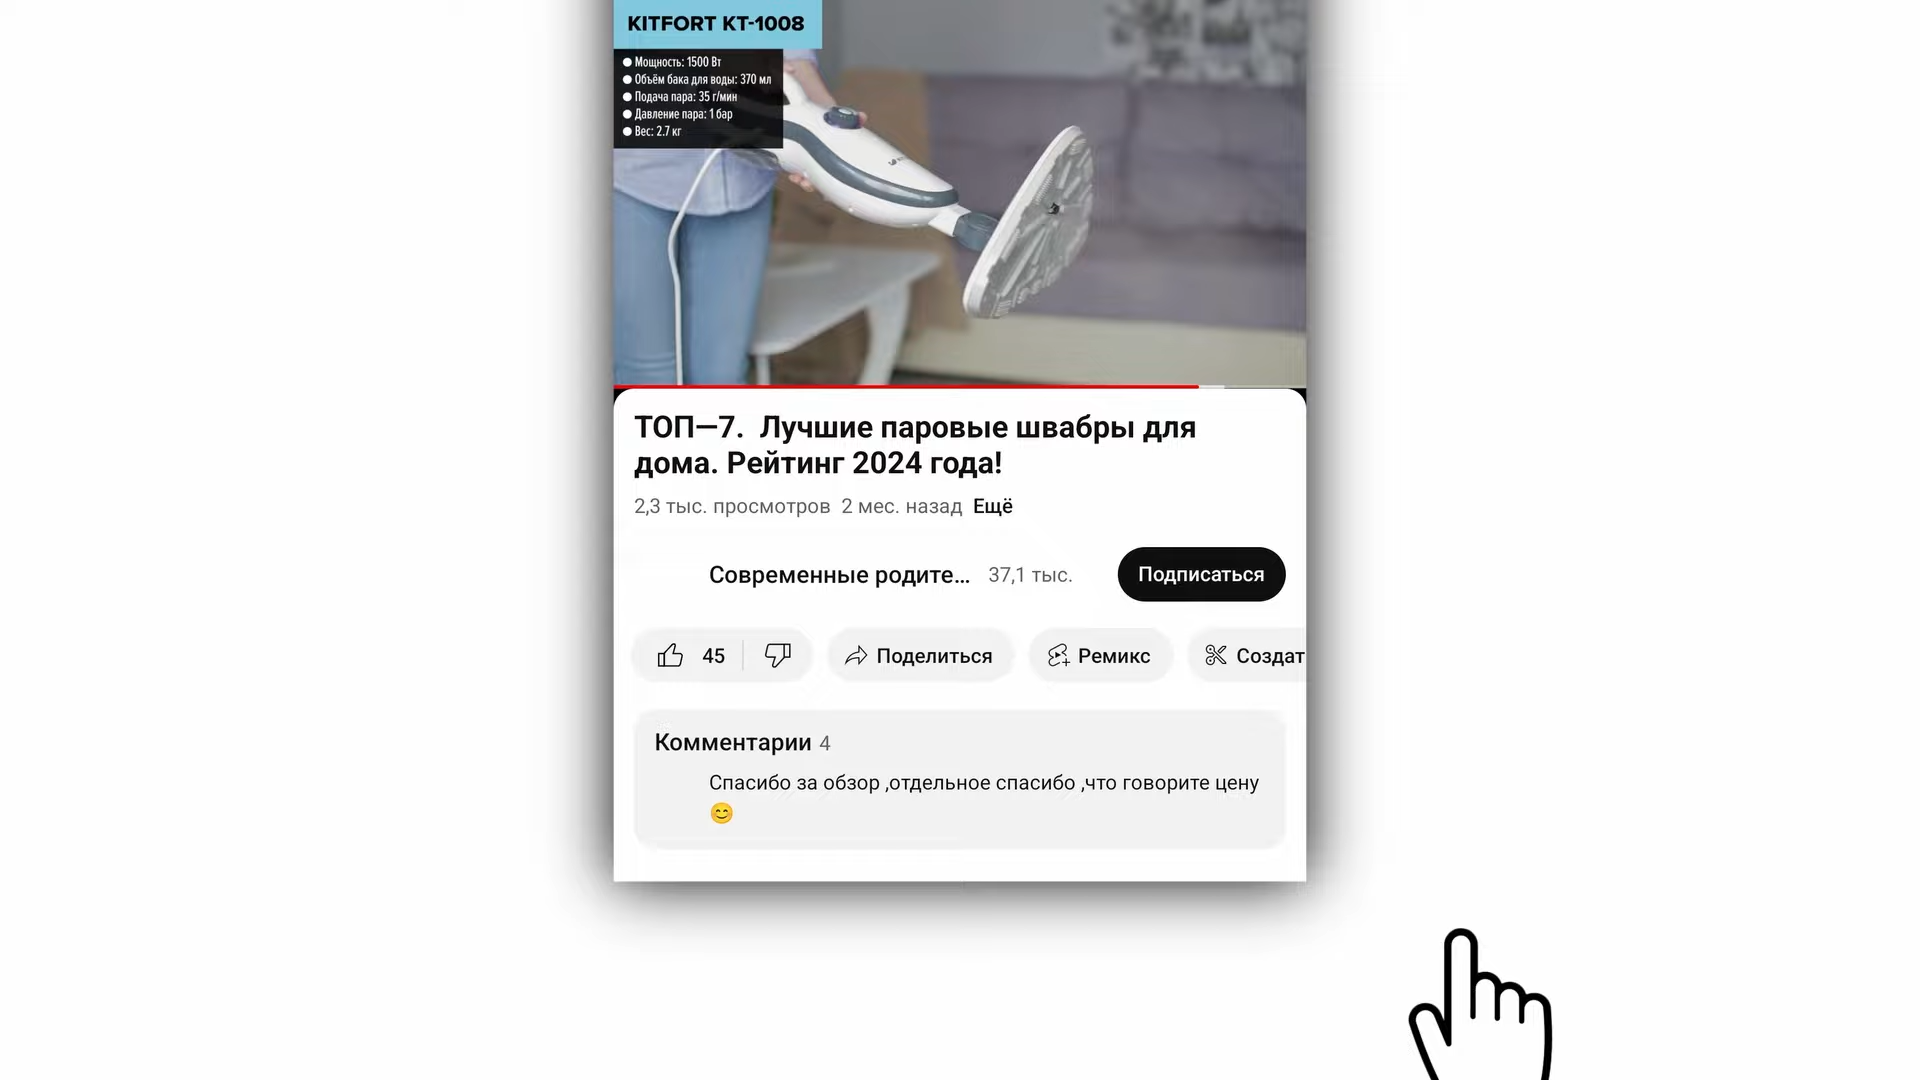 KITFORT KT-1008
● Мощность: 1500 Вт
● Объём бака для воды: 370 мл
● Подача пара: 35 г/мин
● Давление пара: 1 бар
● Вес: 2.7 кг
ТОП—7. Лучшие паровые швабры для
дома. Рейтинг 2024 года!
2,3 тыс. просмотров 2 мес. назад Ещё
Современные родите... 37,1 тыс. Подписаться
45 Поделиться Ремикс Создат
Комментарии 4
Спасибо за обзор ,отдельное спасибо ,что говорите цену
😊